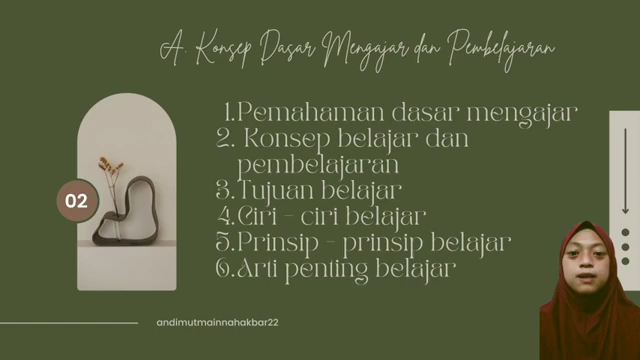 A. Konsep Dasar Mengajar dan Pembelajaran
1.Pemahaman dasar mengajar
2. Konsep belajar dan
pembelajaran
3.Tujuan belajar
4.Ciri - ciri belajar
5.Prinsip - prinsip belajar
6.Arti penting belajar
02
andimutmainnahakbar22